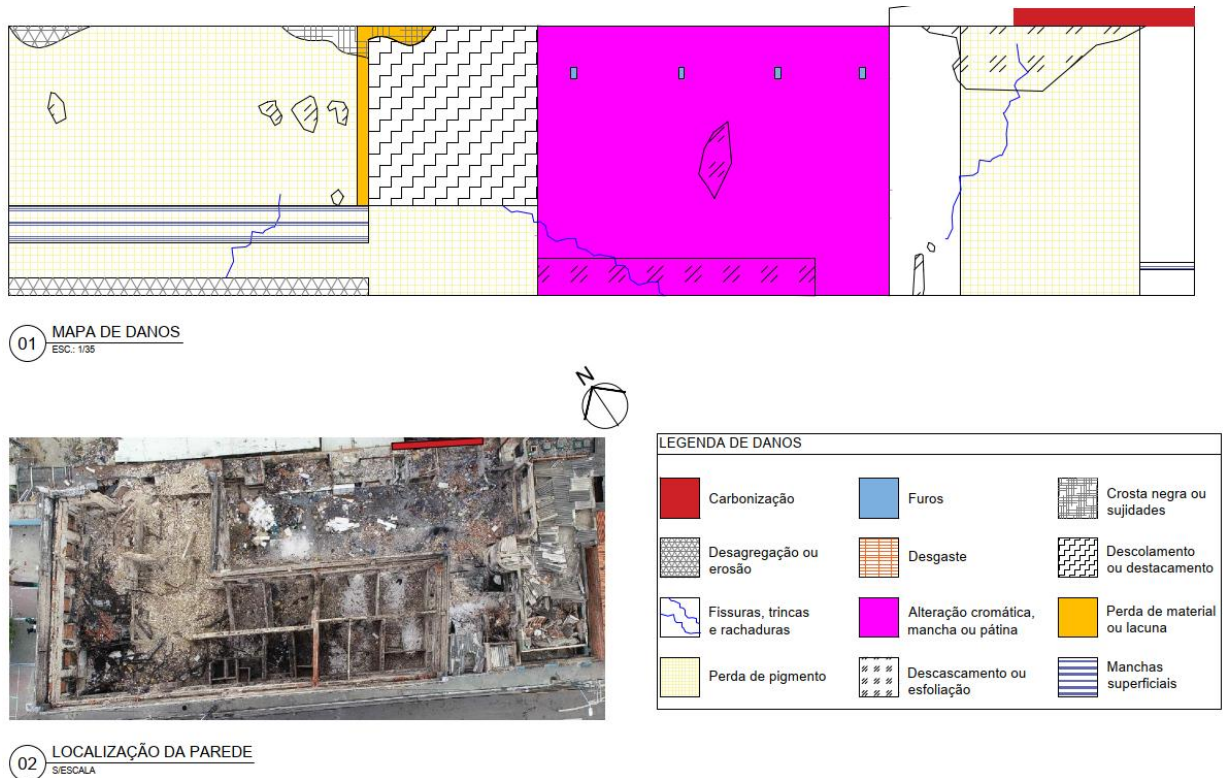 01
MAPA DE DANOS
ESC.: 1/35
N
LEGENDA DE DANOS
Carbonização
Furos
Crosta negra ou
sujidades
Desagregação ou
erosão
Desgaste
Descolamento
ou destacamento
Fissuras, trincas
e rachaduras
Alteração cromática,
mancha ou pátina
Perda de material
ou lacuna
Perda de pigmento
Descascamento ou
esfoliação
Manchas
superficiais
02
LOCALIZAÇÃO DA PAREDE
S/ESCALA